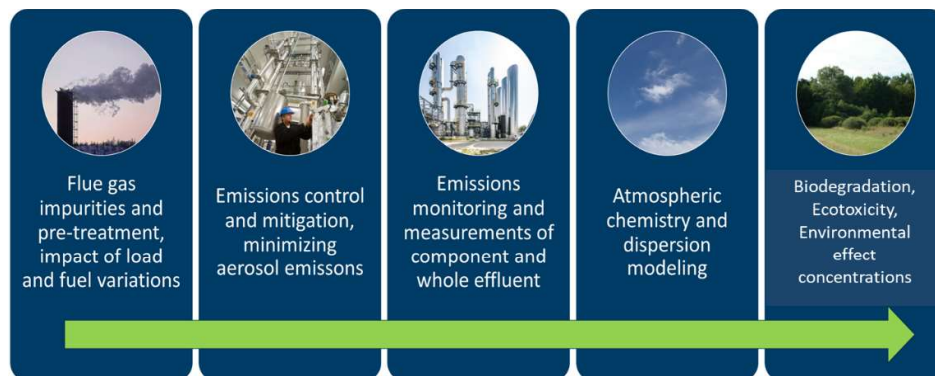 Flue gas
impurities and
pre-treatment,
impact of load
and fuel variations
Emissions control
and mitigation,
minimizing
aerosol emissons
Emissions
monitoring and
measurements of
component and
whole effluent
Atmospheric
chemistry and
dispersion
modeling
Biodegradation,
Ecotoxicity,
Environmental
effect
concentrations